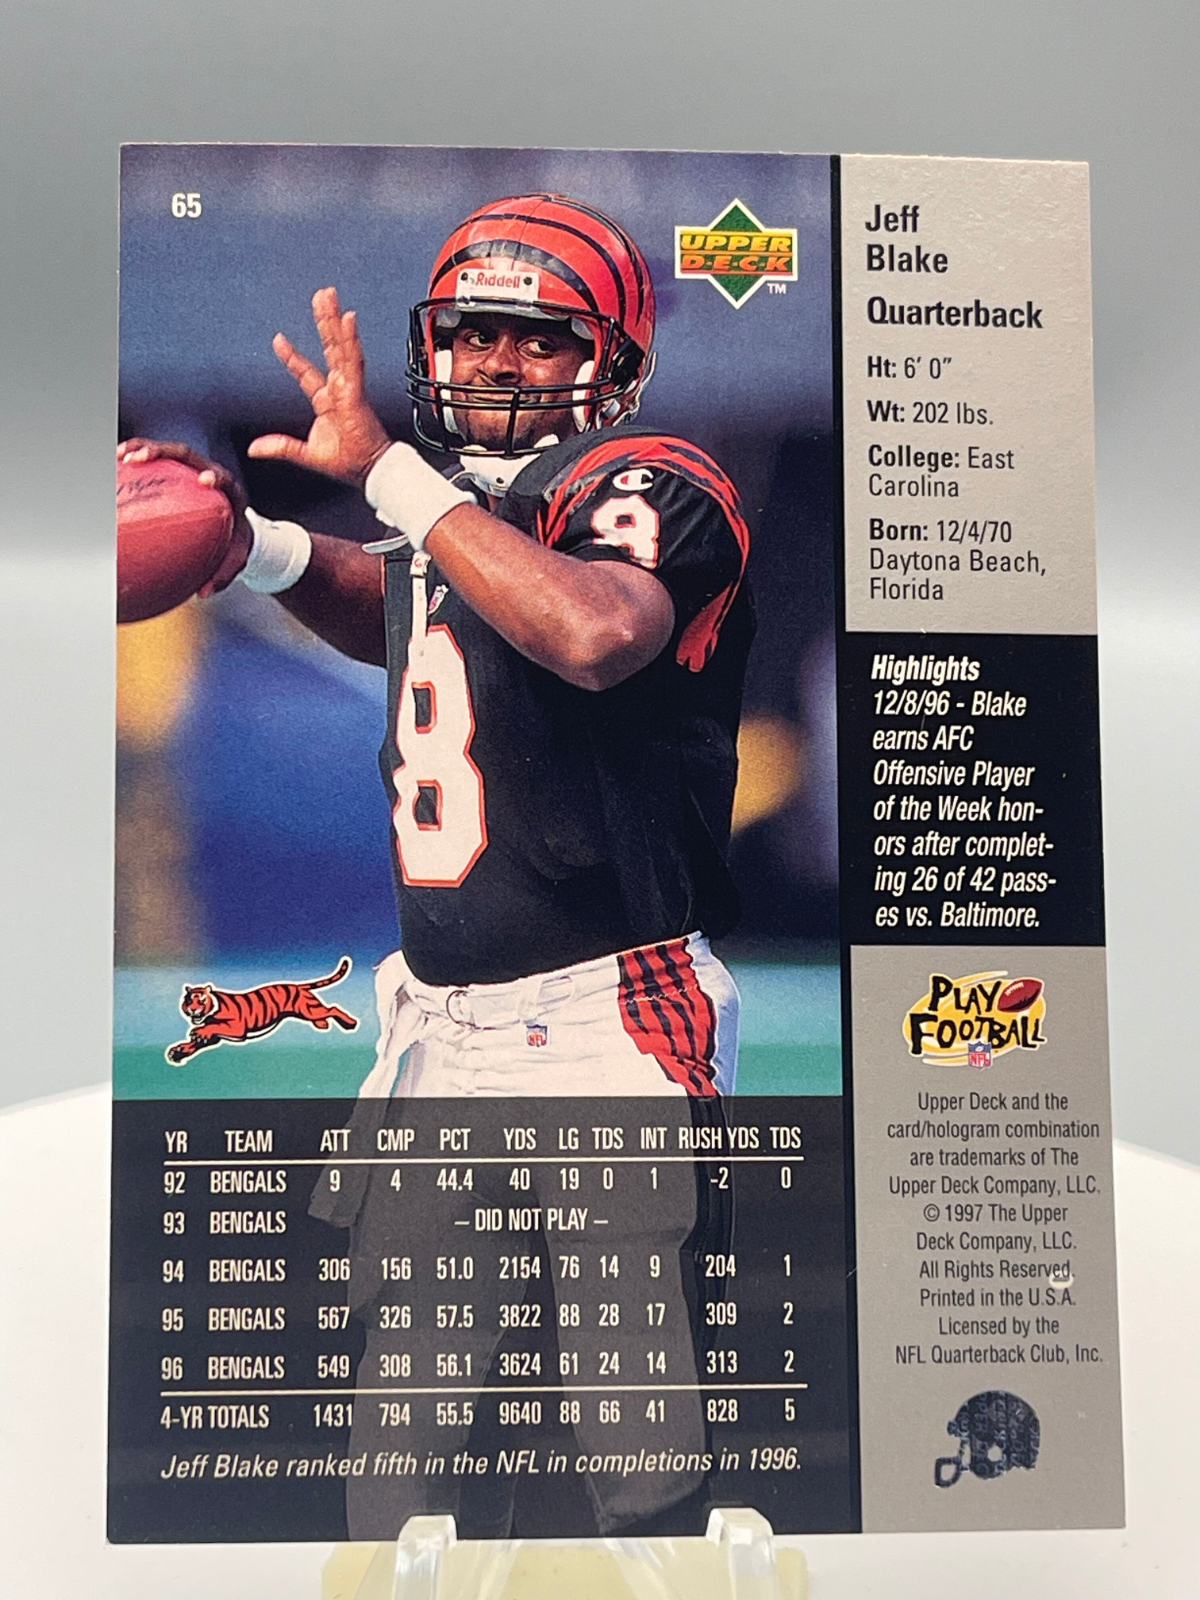 65
UPPER
D·E·C·K
TM
Riddell
C
8
8
NFL
Jeff
Blake
Quarterback
Ht: 6' 0"
Wt: 202 lbs.
College: East
Carolina
Born: 12/4/70
Daytona Beach,
Florida
Highlights
12/8/96 - Blake
earns AFC
Offensive Player
of the Week hon-
ors after complet-
ing 26 of 42 pass-
es vs. Baltimore.
PLAY
FOOTBALL
NFL
Upper Deck and the
card/hologram combination
are trademarks of The
Upper Deck Company, LLC.
© 1997 The Upper
Deck Company, LLC.
All Rights Reserved.
Printed in the U.S.A.
Licensed by the
NFL Quarterback Club, Inc.
YR TEAM ATT CMP PCT YDS LG TDS INT RUSH YDS TDS
92 BENGALS 9 4 44.4 40 19 0 1 -2 0
93 BENGALS – DID NOT PLAY –
94 BENGALS 306 156 51.0 2154 76 14 9 204 1
95 BENGALS 567 326 57.5 3822 88 28 17 309 2
96 BENGALS 549 308 56.1 3624 61 24 14 313 2
4-YR TOTALS 1431 794 55.5 9640 88 66 41 828 5
Jeff Blake ranked fifth in the NFL in completions in 1996.